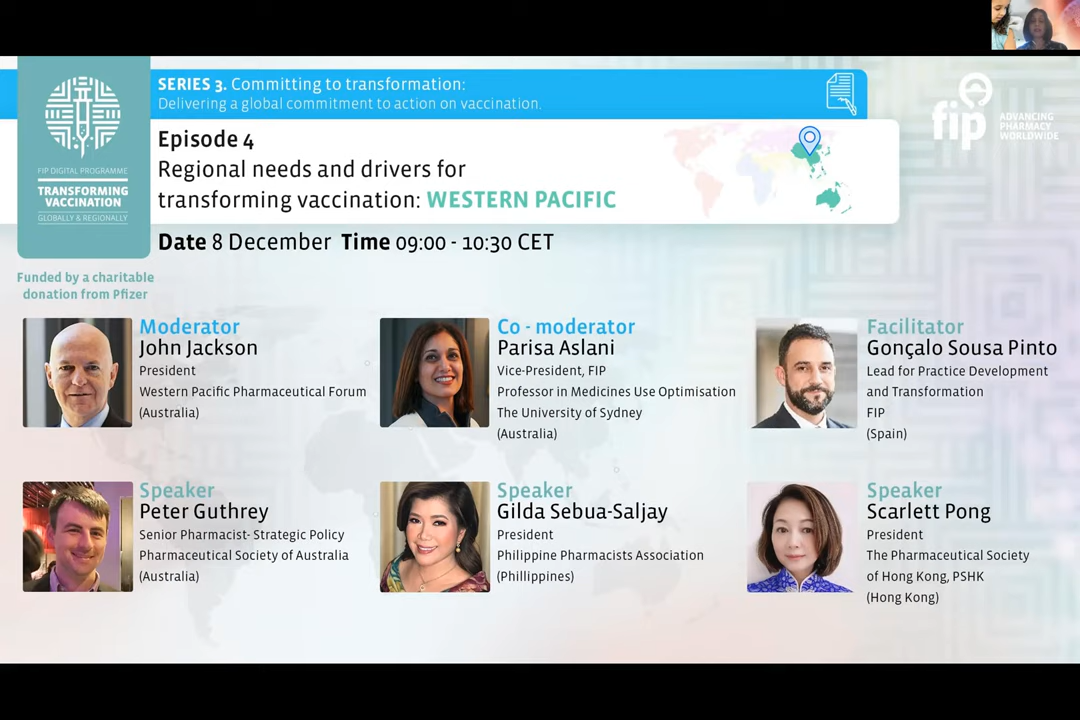 SERIES 3. Committing to transformation:
Delivering a global commitment to action on vaccination.
FIP DIGITAL PROGRAMME
TRANSFORMING
VACCINATION
GLOBALLY & REGIONALLY
Episode 4
Regional needs and drivers for
transforming vaccination: WESTERN PACIFIC
fip
ADVANCING
PHARMACY
WORLDWIDE
Date 8 December Time 09:00 - 10:30 CET
Funded by a charitable
donation from Pfizer
Moderator
John Jackson
President
Western Pacific Pharmaceutical Forum
(Australia)
Co - moderator
Parisa Aslani
Vice-President, FIP
Professor in Medicines Use Optimisation
The University of Sydney
(Australia)
Facilitator
Gonçalo Sousa Pinto
Lead for Practice Development
and Transformation
FIP
(Spain)
Speaker
Peter Guthrey
Senior Pharmacist- Strategic Policy
Pharmaceutical Society of Australia
(Australia)
Speaker
Gilda Sebua-Saljay
President
Philippine Pharmacists Association
(Phillippines)
Speaker
Scarlett Pong
President
The Pharmaceutical Society
of Hong Kong, PSHK
(Hong Kong)